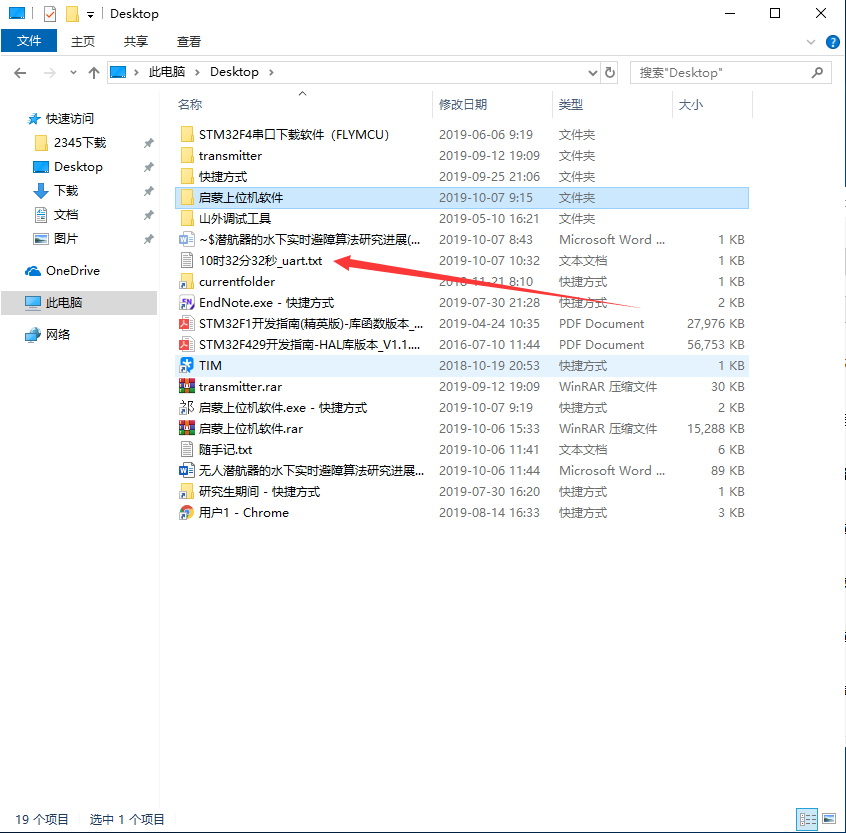 Desktop
文件 主页 共享 查看
此电脑 Desktop 搜索"Desktop"
名称 修改日期 类型 大小
快速访问
2345下载
Desktop
下载
文档
图片
OneDrive
此电脑
网络
STM32F4串口下载软件（FLYMCU） 2019-06-06 9:19 文件夹
transmitter 2019-09-12 19:09 文件夹
快捷方式 2019-09-25 21:06 文件夹
启蒙上位机软件 2019-10-07 9:15 文件夹
山外调试工具 2019-05-10 16:21 文件夹
~$潜航器的水下实时避障算法研究进展(... 2019-10-07 8:43 Microsoft Word ... 1 KB
10时32分32秒_uart.txt 2019-10-07 10:32 文本文档 1 KB
currentfolder 2018-11-21 8:10 快捷方式 1 KB
EndNote.exe - 快捷方式 2019-07-30 21:28 快捷方式 2 KB
STM32F1开发指南(精英版)-库函数版本_... 2019-04-24 10:35 PDF Document 27,976 KB
STM32F429开发指南-HAL库版本_V1.1.... 2016-07-10 11:44 PDF Document 56,753 KB
TIM 2018-10-19 20:53 快捷方式 1 KB
transmitter.rar 2019-09-12 19:09 WinRAR 压缩文件 30 KB
启蒙上位机软件.exe - 快捷方式 2019-10-07 9:19 快捷方式 2 KB
启蒙上位机软件.rar 2019-10-06 15:33 WinRAR 压缩文件 15,288 KB
随手记.txt 2019-10-06 11:41 文本文档 6 KB
无人潜航器的水下实时避障算法研究进展... 2019-10-06 11:44 Microsoft Word ... 89 KB
研究生期间 - 快捷方式 2019-07-30 16:20 快捷方式 1 KB
用户1 - Chrome 2019-08-14 16:33 快捷方式 3 KB
19 个项目 选中 1 个项目